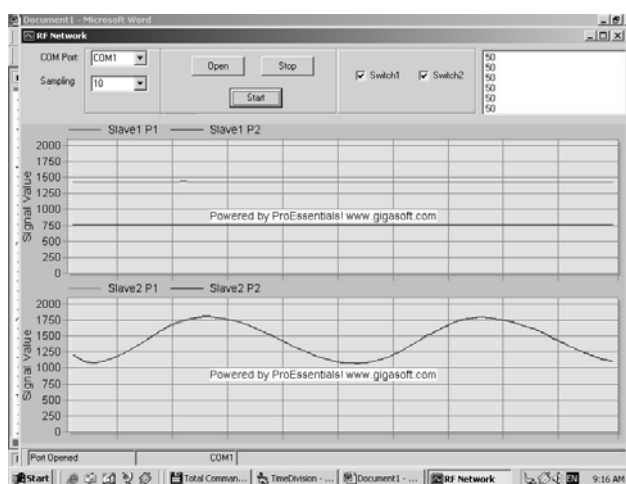 Document1 - Microsoft Word
RF Network
COM Port: COM1
Sampling 10
Open Stop
Start
Switch1 Switch2
50
50
50
50
50
50
Slave1 P1 Slave1 P2
Signal Value
2000
1750
1500
1250
1000
750
500
250
0
Powered by ProEssentials! www.gigasoft.com
Slave2 P1 Slave2 P2
Signal Value
2000
1750
1500
1250
1000
750
500
250
0
Powered by ProEssentials! www.gigasoft.com
Port Opened COM1
Start Total Comman... TimeDivision - ... Document1 - ... RF Network EN 9:16 AM